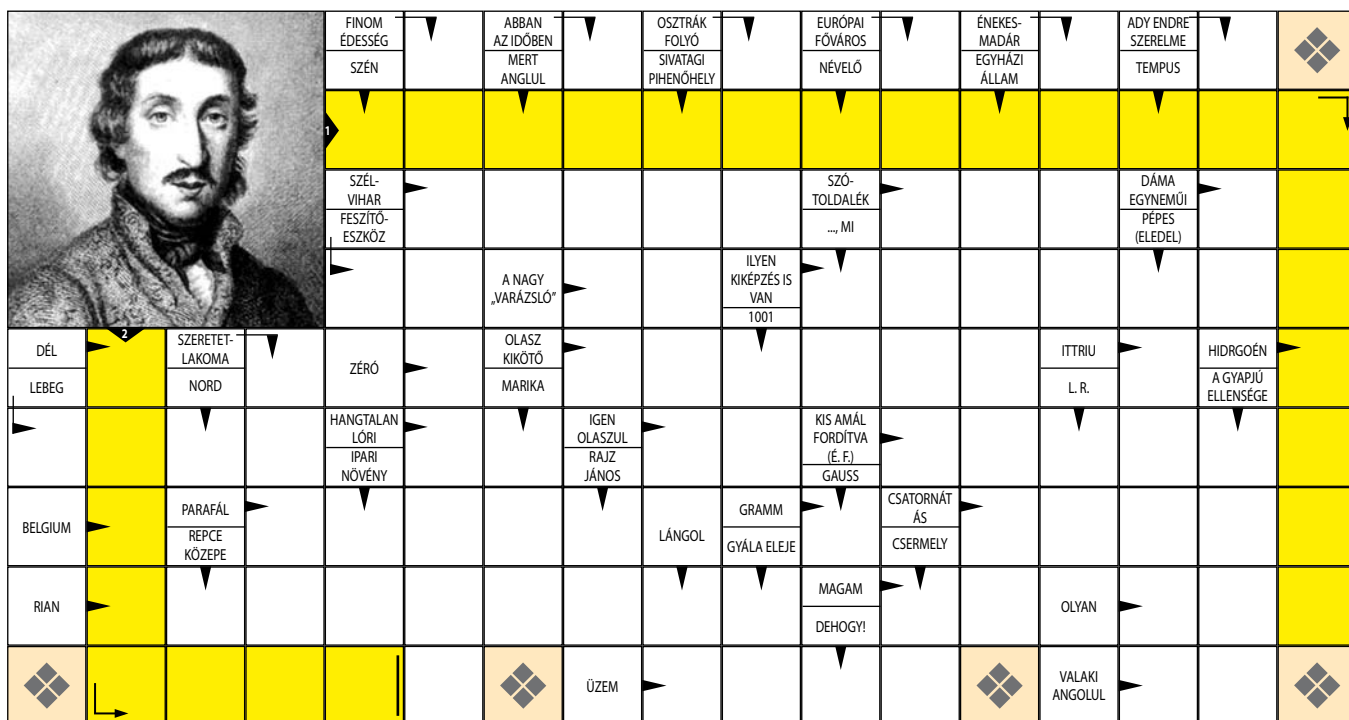 FINOM
ÉDESSÉG
SZÉN
ABBAN
AZ IDŐBEN
MERT
ANGLUL
OSZTRÁK
FOLYÓ
SIVATAGI
PIHENŐHELY
EURÓPAI
FŐVÁROS
NÉVELŐ
ÉNEKES-
MADÁR
EGYHÁZI
ÁLLAM
ADY ENDRE
SZERELME
TEMPUS
1
SZÉL-
VIHAR
FESZÍTŐ-
ESZKÖZ
SZÓ-
TOLDALÉK
..., MI
DÁMA
EGYNEMŰI
PÉPES
(ELEDEL)
A NAGY
„VARÁZSLÓ”
ILYEN
KIKÉPZÉS IS
VAN
1001
DÉL
LEBEG
2
SZERETET-
LAKOMA
NORD
ZÉRÓ
OLASZ
KIKÖTŐ
MARIKA
ITTRIU
L. R.
HIDRGOÉN
A GYAPJÚ
ELLENSÉGE
HANGTALAN
LÓRI
IPARI
NÖVÉNY
IGEN
OLASZUL
RAJZ
JÁNOS
KIS AMÁL
FORDÍTVA
(É. F.)
GAUSS
BELGIUM
PARAFÁL
REPCE
KÖZEPE
LÁNGOL
GRAMM
GYÁLA ELEJE
CSATORNÁT
ÁS
CSERMELY
RIAN
MAGAM
DEHOGY!
OLYAN
ÜZEM
VALAKI
ANGOLUL